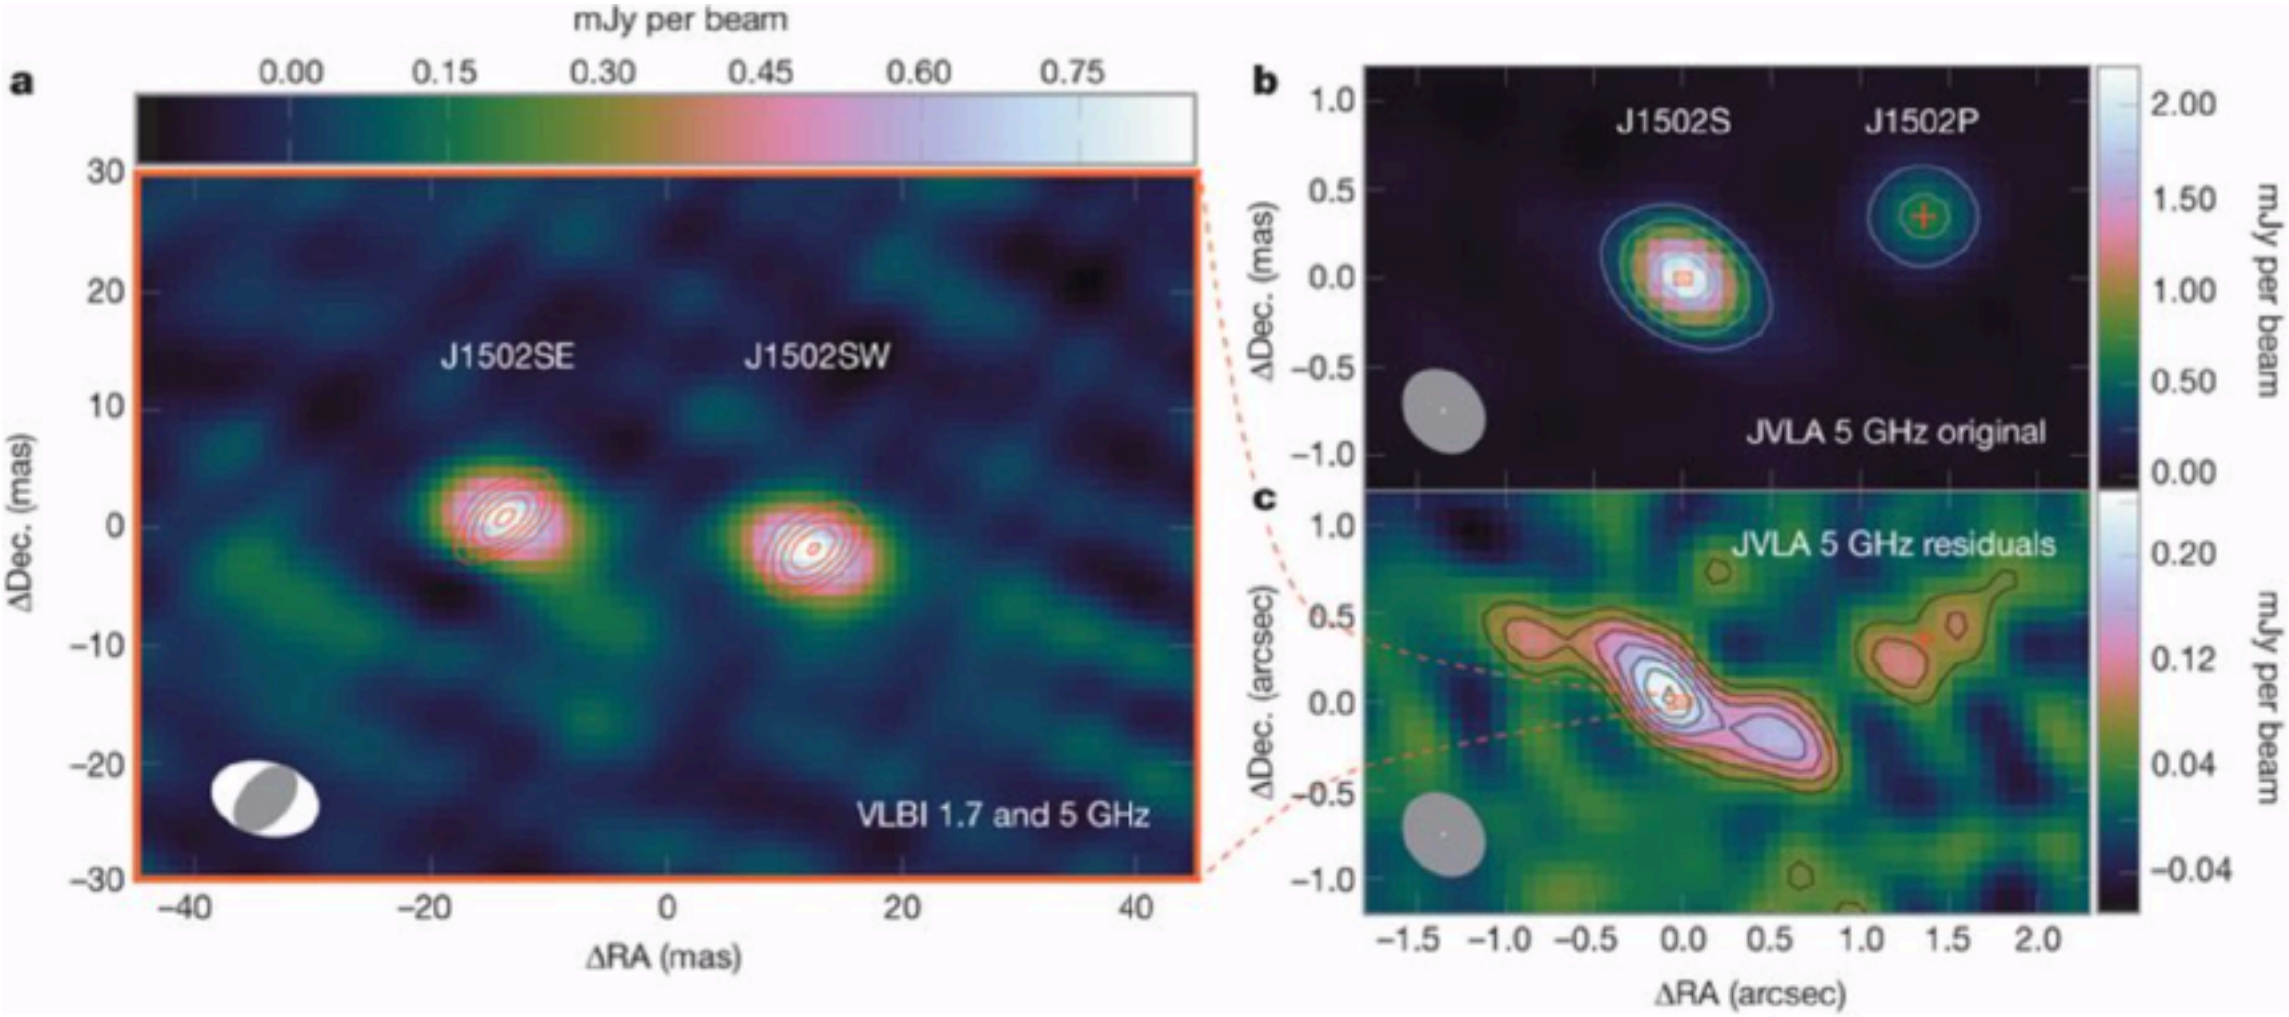 mJy per beam
a
0.00 0.15 0.30 0.45 0.60 0.75
30
20
10
0
−10
−20
−30
ΔDec. (mas)
J1502SE J1502SW
VLBI 1.7 and 5 GHz
−40 −20 0 20 40
ΔRA (mas)
b
1.0
0.5
0.0
−0.5
−1.0
ΔDec. (mas)
J1502S J1502P
JVLA 5 GHz original
2.00
1.50
1.00
0.50
0.00
mJy per beam
c
1.0
0.5
0.0
−0.5
−1.0
ΔDec. (arcsec)
JVLA 5 GHz residuals
0.20
0.12
0.04
−0.04
mJy per beam
−1.5 −1.0 −0.5 0.0 0.5 1.0 1.5 2.0
ΔRA (arcsec)